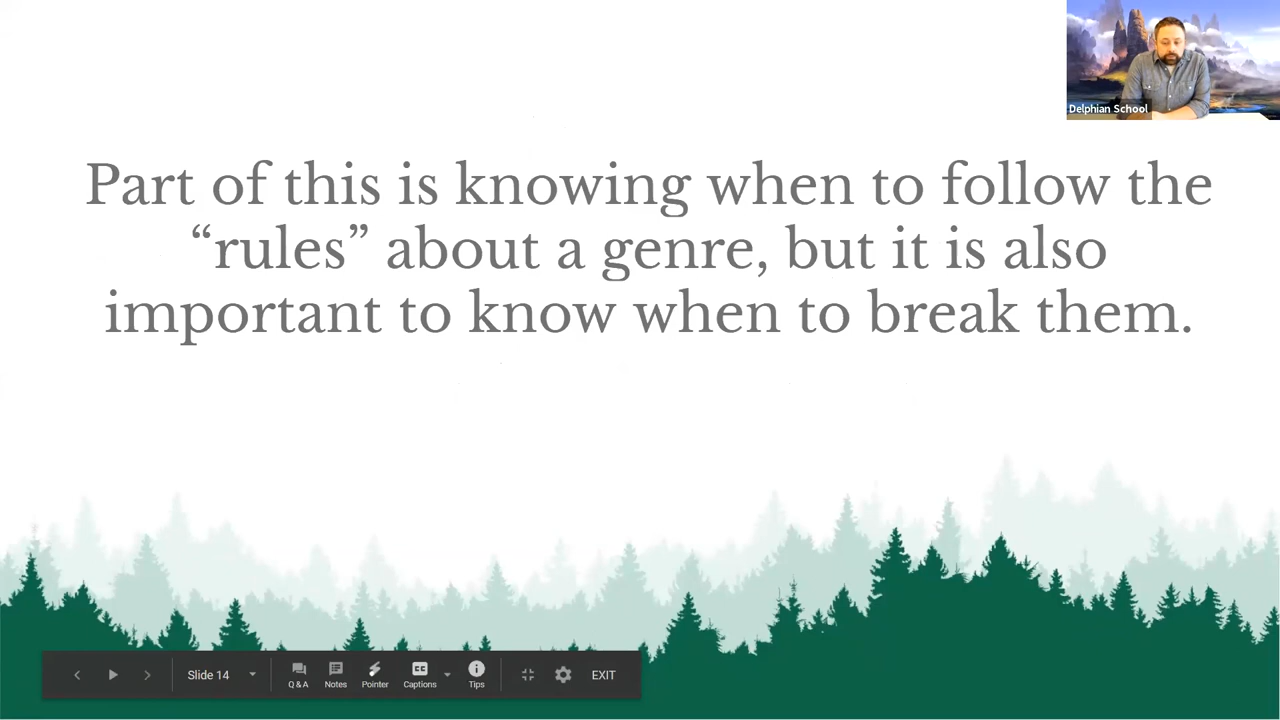 Delphian School
Part of this is knowing when to follow the
“rules” about a genre, but it is also
important to know when to break them.
Slide 14
Q & A
Notes
Pointer
CC
Captions
Tips
EXIT